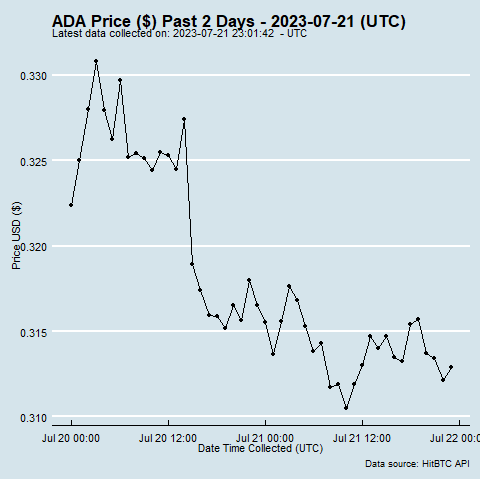 ADA Price ($) Past 2 Days - 2023-07-21 (UTC)
Latest data collected on: 2023-07-21 23:01:42 - UTC
0.330
0.325
0.320
0.315
0.310
Price USD ($)
Jul 20 00:00 Jul 20 12:00 Jul 21 00:00 Jul 21 12:00 Jul 22 00:0
Date Time Collected (UTC)
Data source: HitBTC API